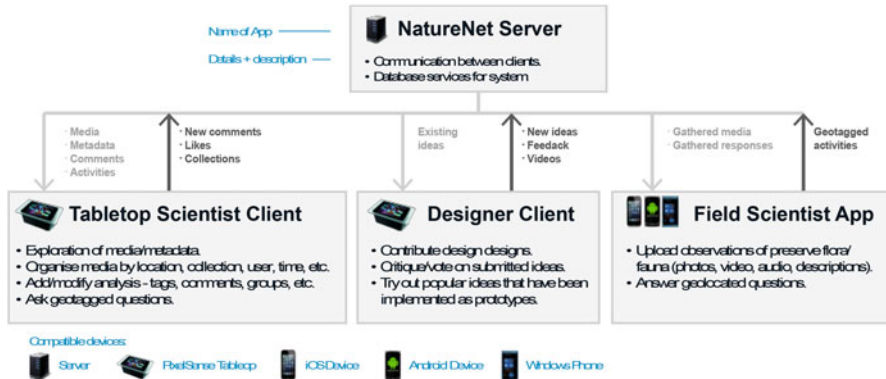 Name of App
NatureNet Server
Details + description
• Communication between clients.
• Database services for system
· Media
· Metadata
· Comments
· Activities
· New comments
· Likes
· Collections
Existing
ideas
· New ideas
· Feedack
· Videos
· Gathered media
· Gathered responses
Geotagged
activities
Tabletop Scientist Client
• Exploration of media/metadata.
• Organise media by location, collection, user, time, etc.
• Add/modify analysis - tags, comments, groups, etc.
• Ask geotagged questions.
Designer Client
• Contribute design designs.
• Critique/vote on submitted ideas.
• Try out popular ideas that have been
implemented as prototypes.
Field Scientist App
• Upload observations of preserve flora/
fauna (photos, video, audio, descriptions).
• Answer geolocated questions.
Compatible devices:
Server
PixelSense Tabletop
iOS Device
Android Device
Windows Phone